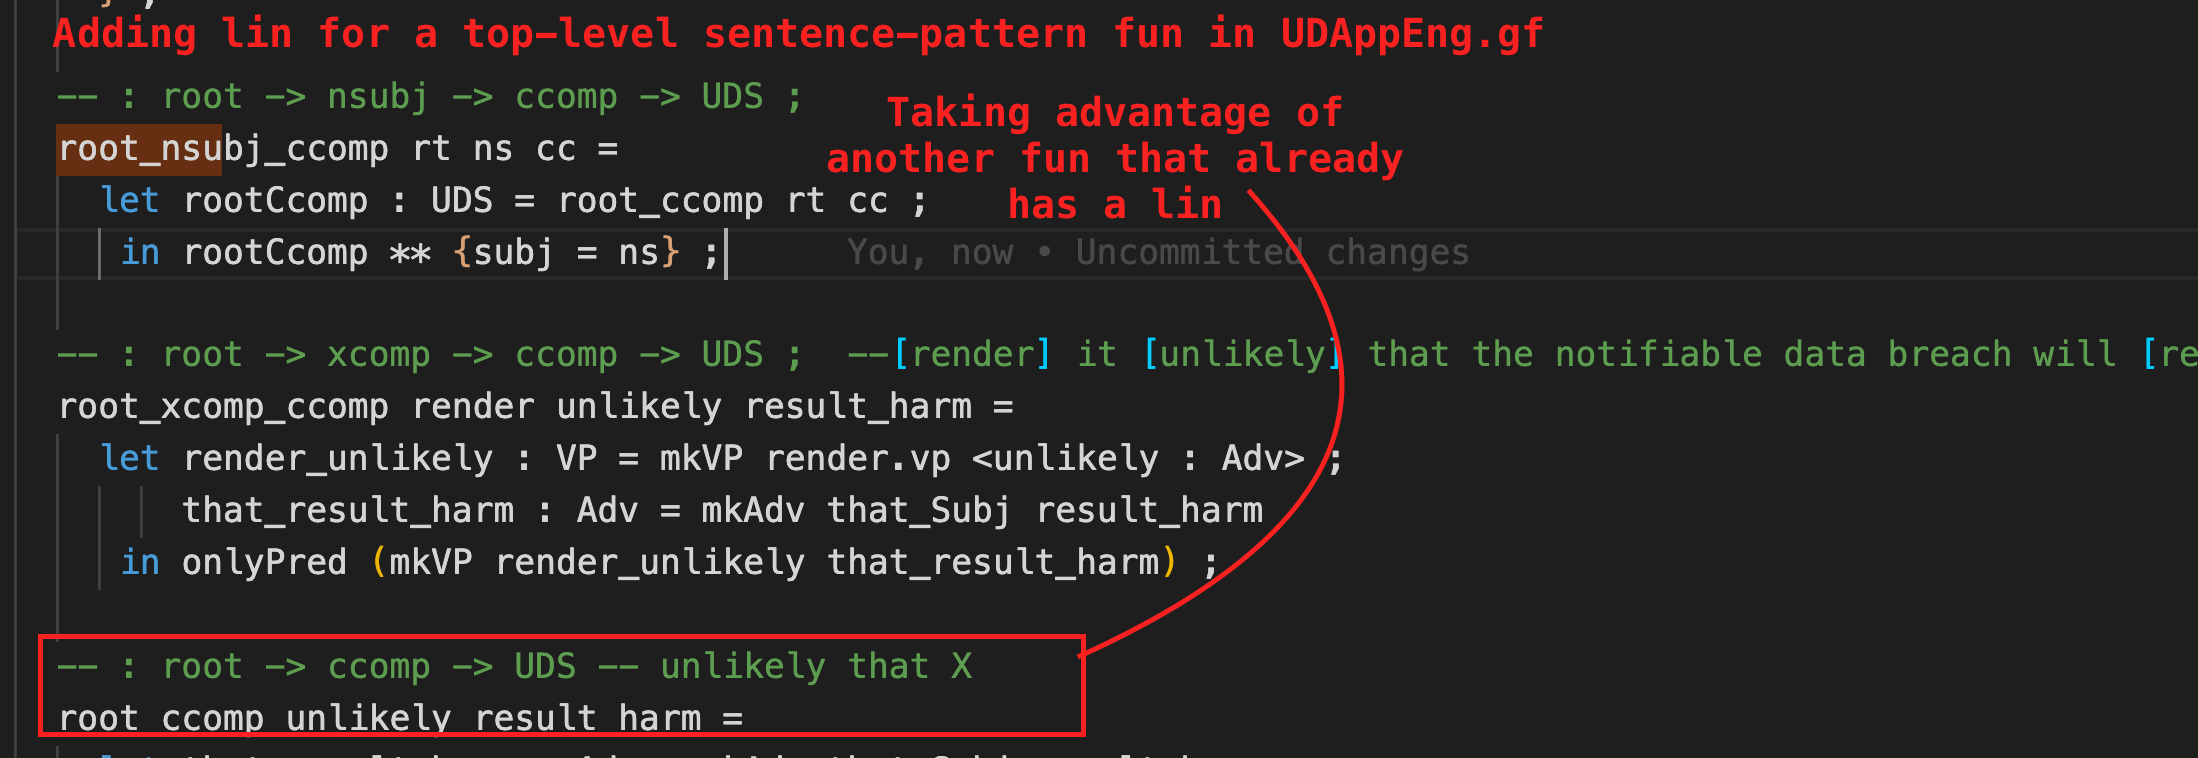 Adding lin for a top-level sentence-pattern fun in UDAppEng.gf
-- : root -> nsubj -> ccomp -> UDS ;
Taking advantage of
another fun that already
has a lin
root_nsubj_ccomp rt ns cc =
let rootCcomp : UDS = root_ccomp rt cc ;
in rootCcomp ** {subj = ns} ;
You, now • Uncommitted changes
-- : root -> xcomp -> ccomp -> UDS ;  --[render] it [unlikely] that the notifiable data breach will [re
root_xcomp_ccomp render unlikely result_harm =
let render_unlikely : VP = mkVP render.vp <unlikely : Adv> ;
that_result_harm : Adv = mkAdv that_Subj result_harm
in onlyPred (mkVP render_unlikely that_result_harm) ;
-- : root -> ccomp -> UDS -- unlikely that X
root_ccomp unlikely result_harm =